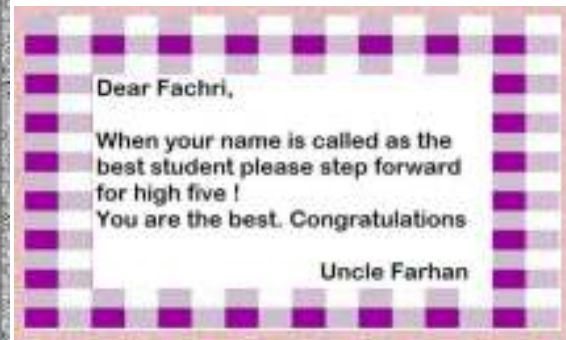 Dear Fachri,
When your name is called as the
best student please step forward
for high five !
You are the best. Congratulations
Uncle Farhan